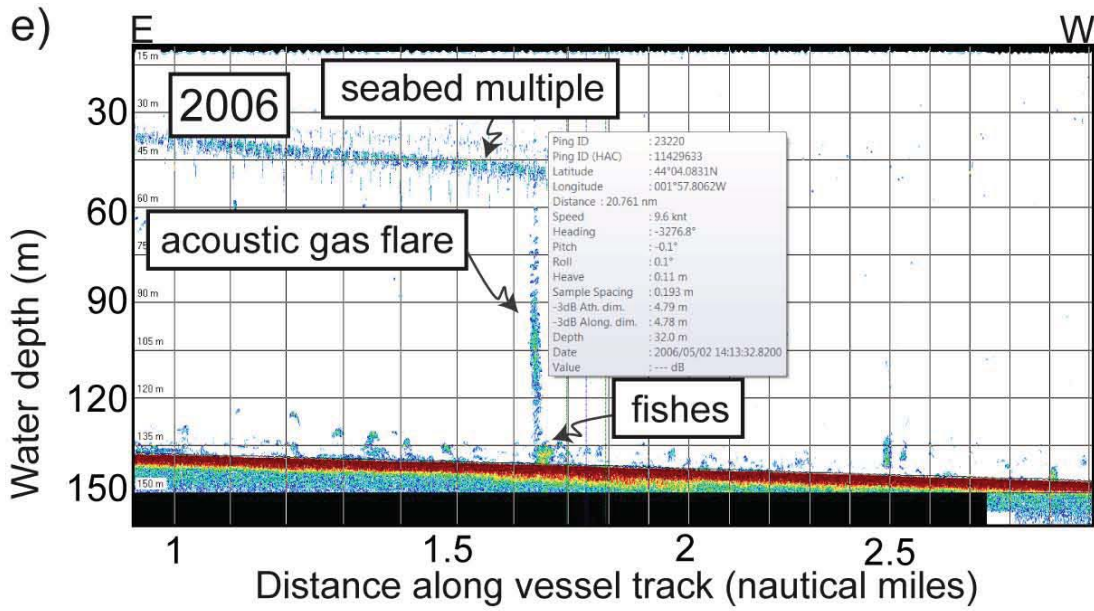 e)
E
W
15 m
30
30 m
2006
seabed multiple
45 m
60
60 m
acoustic gas flare
75
90
90 m
105 m
120
120 m
fishes
135 m
150
150 m
Ping ID : 23220
Ping ID (HAC) : 11429633
Latitude : 44°04.0831N
Longitude : 001°57.8062W
Distance : 20.761 nm
Speed : 9.6 knt
Heading : -3276.8°
Pitch : -0.1°
Roll : 0.1°
Heave : 0.11 m
Sample Spacing : 0.193 m
-3dB Ath. dim. : 4.79 m
-3dB Along. dim. : 4.78 m
Depth : 32.0 m
Date : 2006/05/02 14:13:32.8200
Value : --- dB
Water depth (m)
1 1.5 2 2.5
Distance along vessel track (nautical miles)